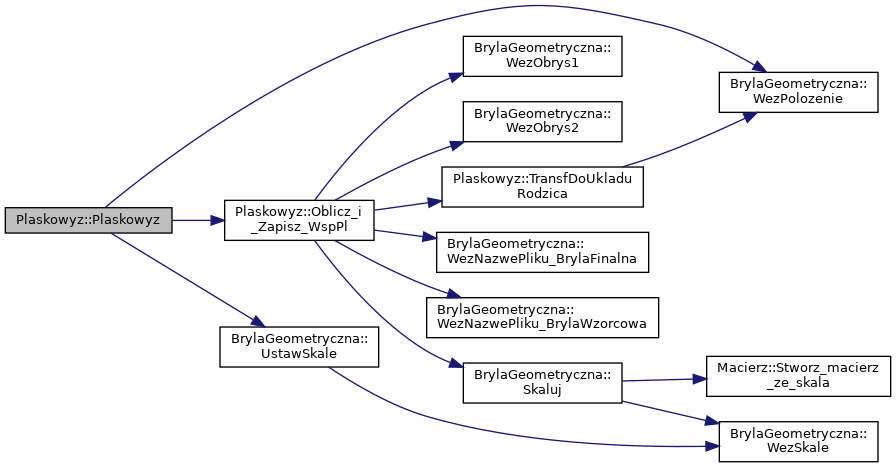 Plaskowyz::Plaskowyz
Plaskowyz::Oblicz_i
_Zapisz_WspPl
BrylaGeometryczna::
UstawSkale
BrylaGeometryczna::
WezObrys1
BrylaGeometryczna::
WezObrys2
Plaskowyz::TransfDoUkladu
Rodzica
BrylaGeometryczna::
WezNazwePliku_BrylaFinalna
BrylaGeometryczna::
WezNazwePliku_BrylaWzorcowa
BrylaGeometryczna::
Skaluj
BrylaGeometryczna::
WezPolozenie
Macierz::Stworz_macierz
_ze_skala
BrylaGeometryczna::
WezSkale